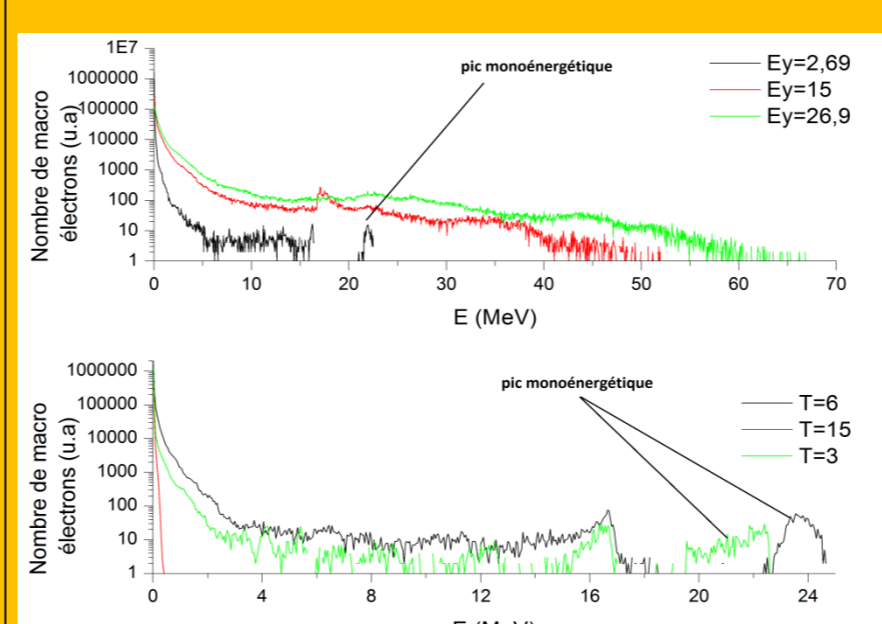 1E7
1000000
100000
10000
1000
100
10
1
Nombre de macro
électrons (u.a)
pic monoénergétique
Ey=2,69
Ey=15
Ey=26,9
0 10 20 30 40 50 60 70
E (MeV)
1000000
100000
10000
1000
100
10
1
Nombre de macro
électrons (u.a)
pic monoénergétique
T=6
T=15
T=3
0 4 8 12 16 20 24
E (MeV)